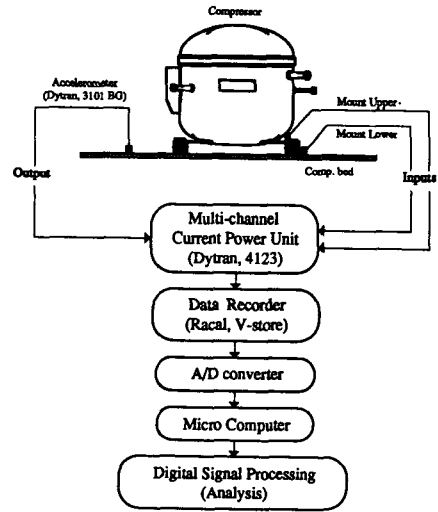 Compressor
Accelerometer
(Dytran, 3101 BG)
Mount Upper
Mount Lower
Output
Comp. bed
Inputs
Multi-channel
Current Power Unit
(Dytran, 4123)
Data Recorder
(Racal, V-store)
A/D converter
Micro Computer
Digital Signal Processing
(Analysis)